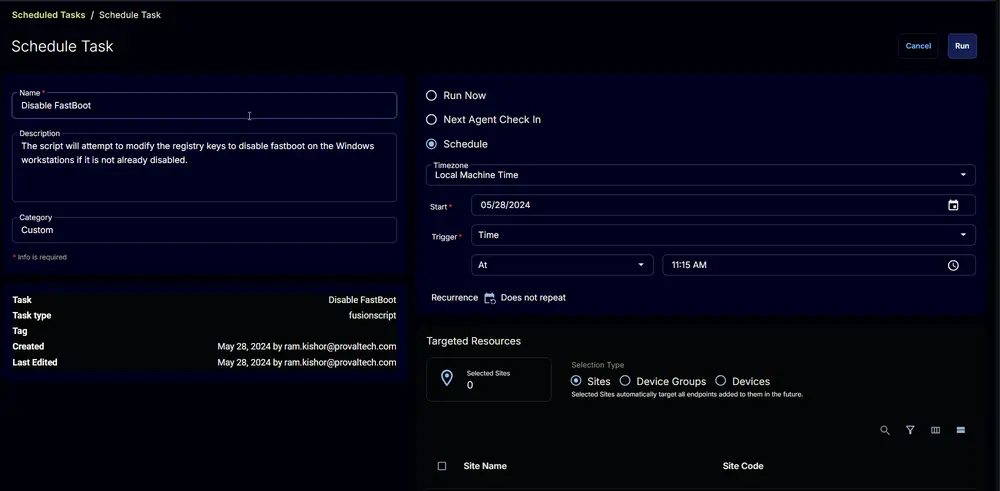 Scheduled Tasks / Schedule Task
Schedule Task
Cancel
Run
Name *
Disable FastBoot
Description
The script will attempt to modify the registry keys to disable fastboot on the Windows
workstations if it is not already disabled.
Category
Custom
* Info is required
Task Disable FastBoot
Task type fusionscript
Tag
Created May 28, 2024 by ram.kishor@provaltech.com
Last Edited May 28, 2024 by ram.kishor@provaltech.com
Run Now
Next Agent Check In
Schedule
Timezone
Local Machine Time
Start * 05/28/2024
Trigger * Time
At 11:15 AM
Recurrence Does not repeat
Targeted Resources
Selected Sites
0
Selection Type
Sites Device Groups Devices
Selected Sites automatically target all endpoints added to them in the future.
Site Name Site Code